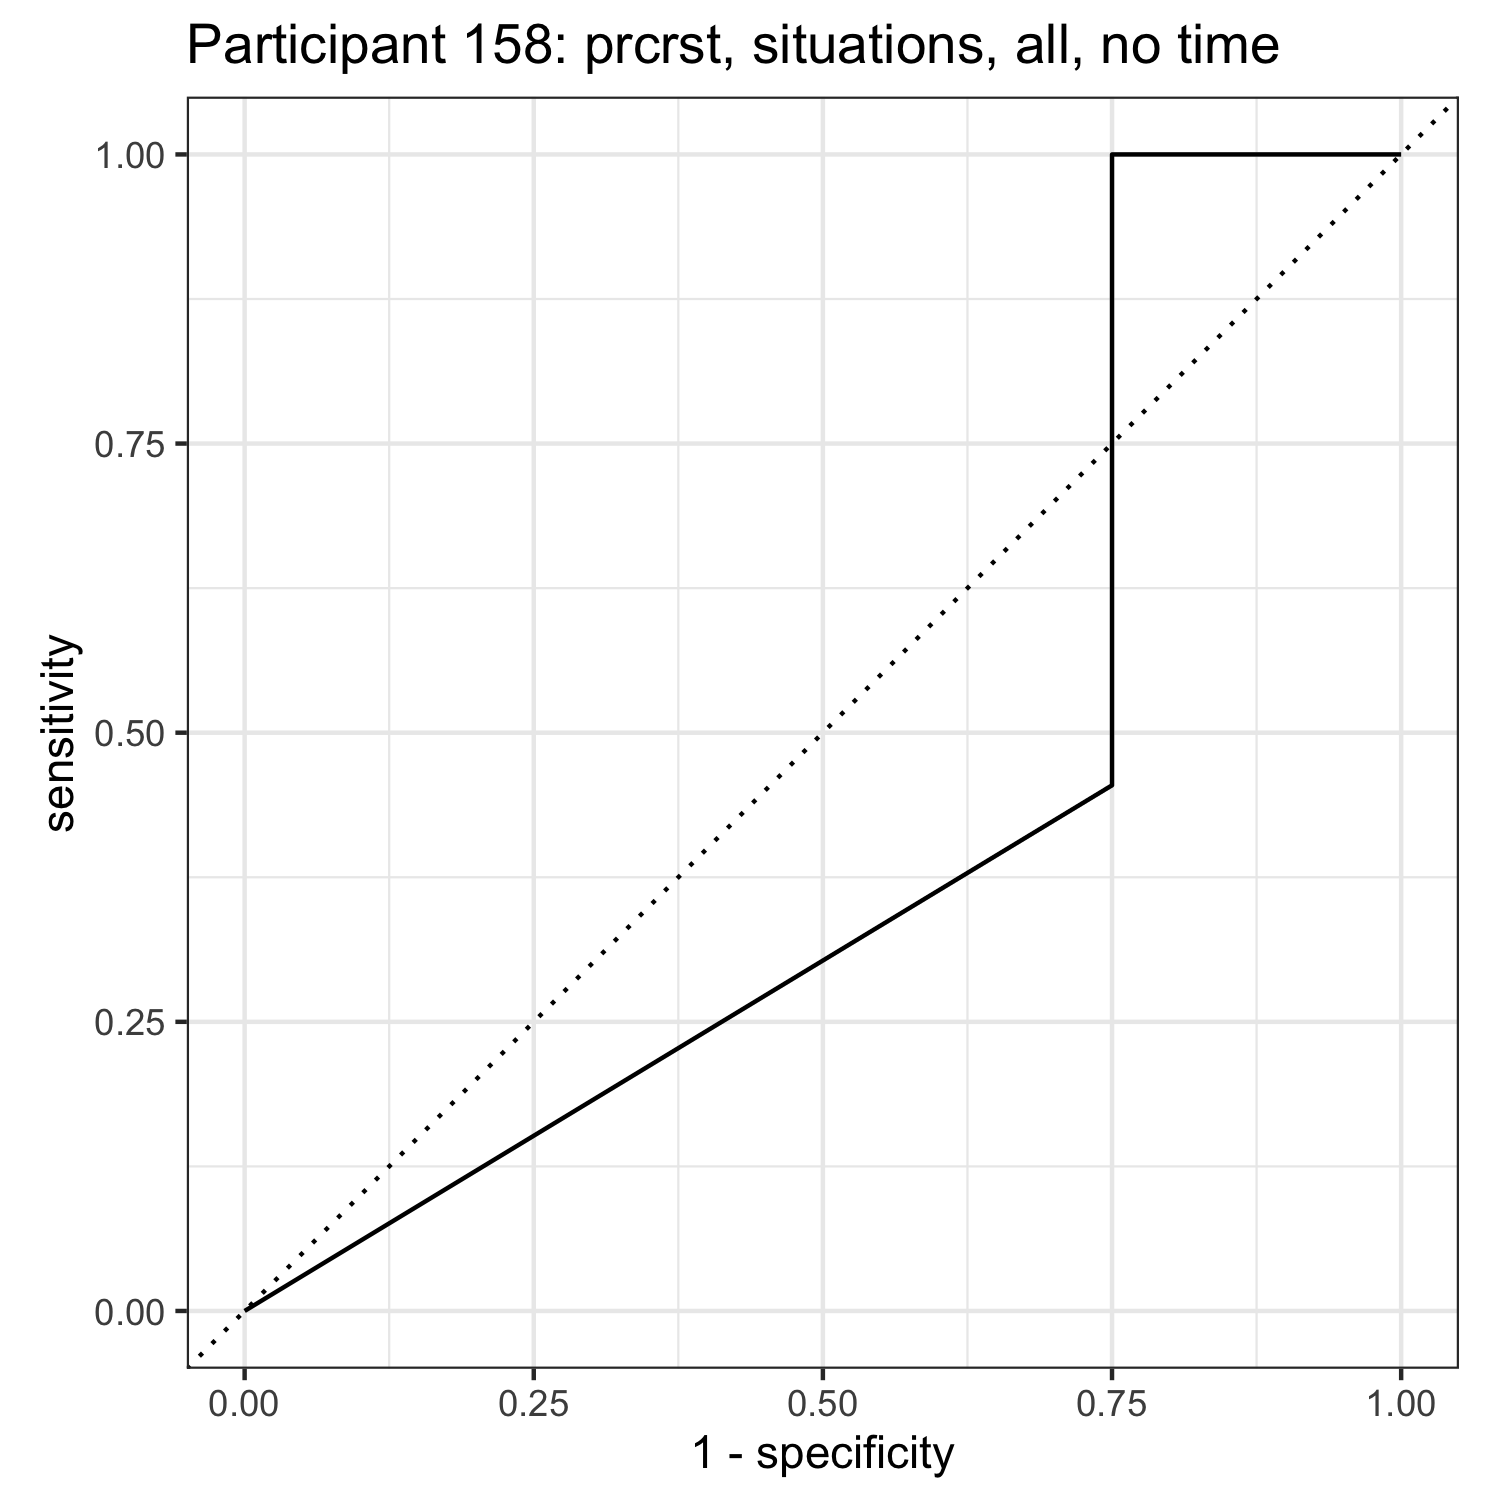 Participant 158: prcrst, situations, all, no time
1.00
0.75
0.50
0.25
0.00
sensitivity
0.00 0.25 0.50 0.75 1.00
1 - specificity